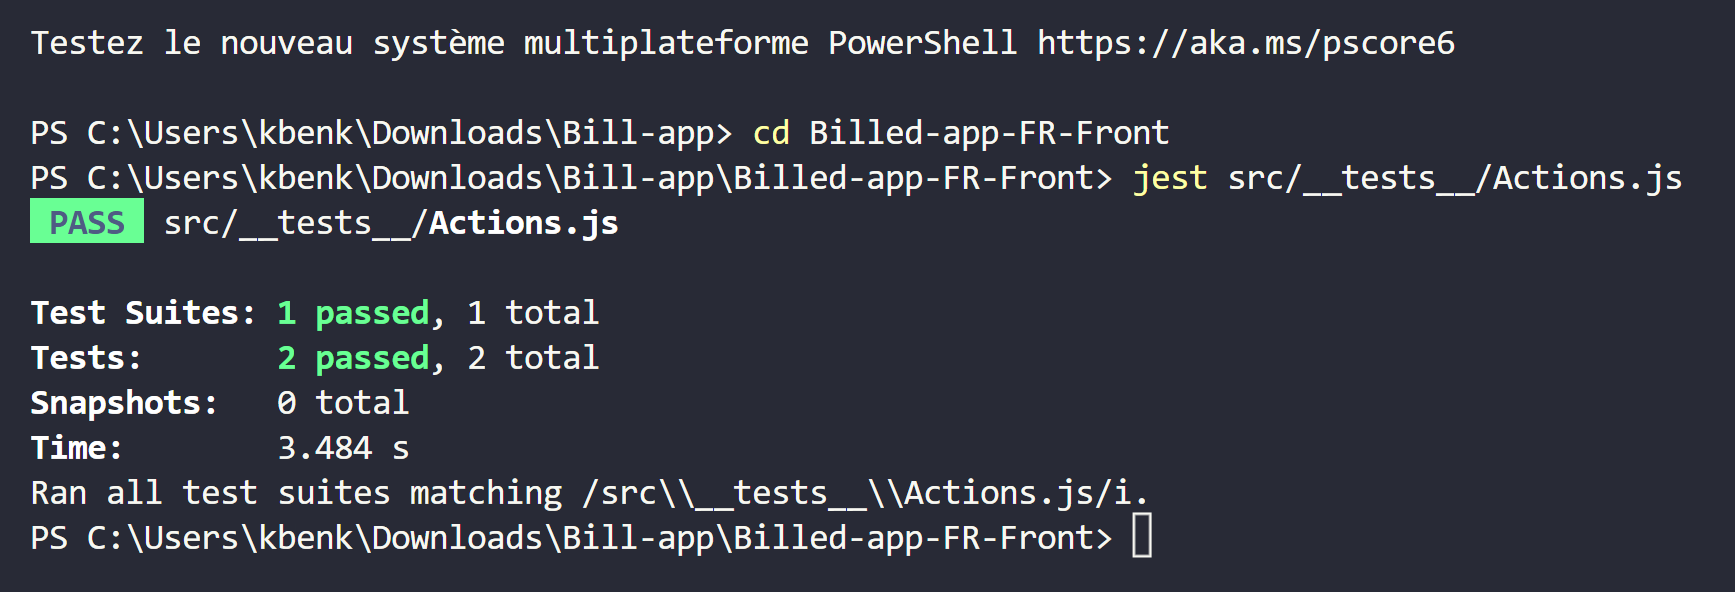 Testez le nouveau système multiplateforme PowerShell https://aka.ms/pscore6
PS C:\Users\kbenk\Downloads\Bill-app> cd Billed-app-FR-Front
PS C:\Users\kbenk\Downloads\Bill-app\Billed-app-FR-Front> jest src/__tests__/Actions.js
PASS src/__tests__/Actions.js
Test Suites: 1 passed, 1 total
Tests: 2 passed, 2 total
Snapshots: 0 total
Time: 3.484 s
Ran all test suites matching /src\\__tests__\\Actions.js/i.
PS C:\Users\kbenk\Downloads\Bill-app\Billed-app-FR-Front>